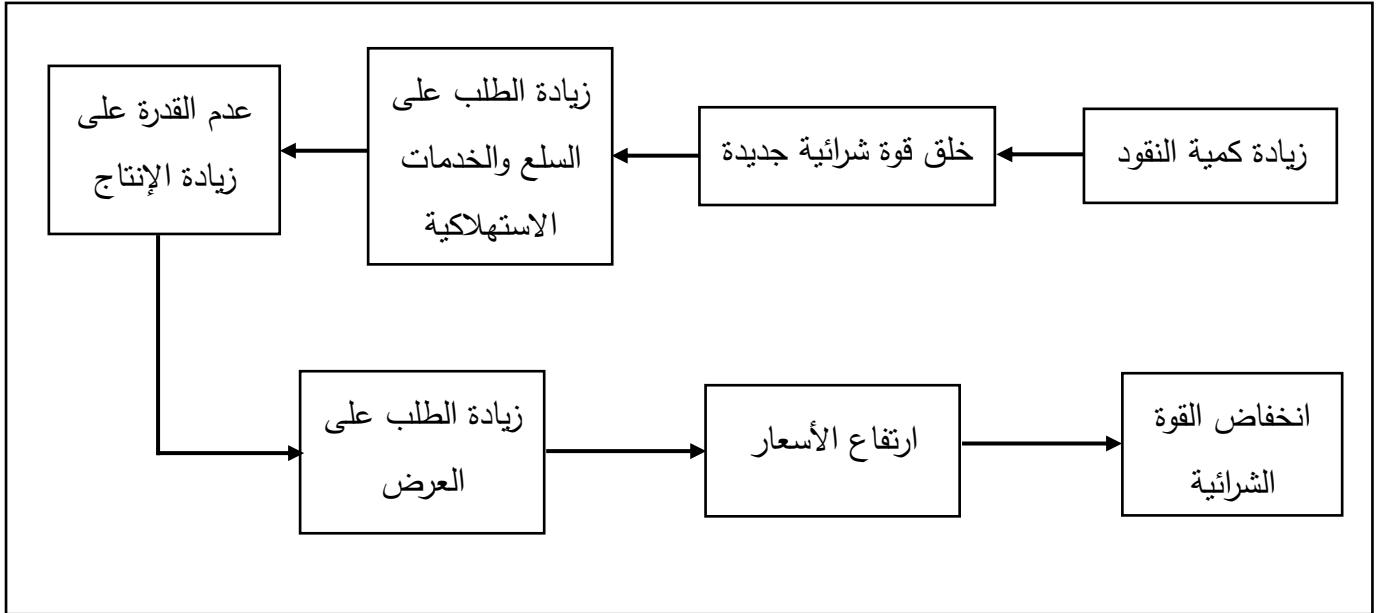 زيادة كمية النقود
خلق قوة شرائية جديدة
زيادة الطلب على
السلع والخدمات
الاستهلاكية
عدم القدرة على
زيادة الإنتاج
زيادة الطلب على
العرض
ارتفاع الأسعار
انخفاض القوة
الشرائية